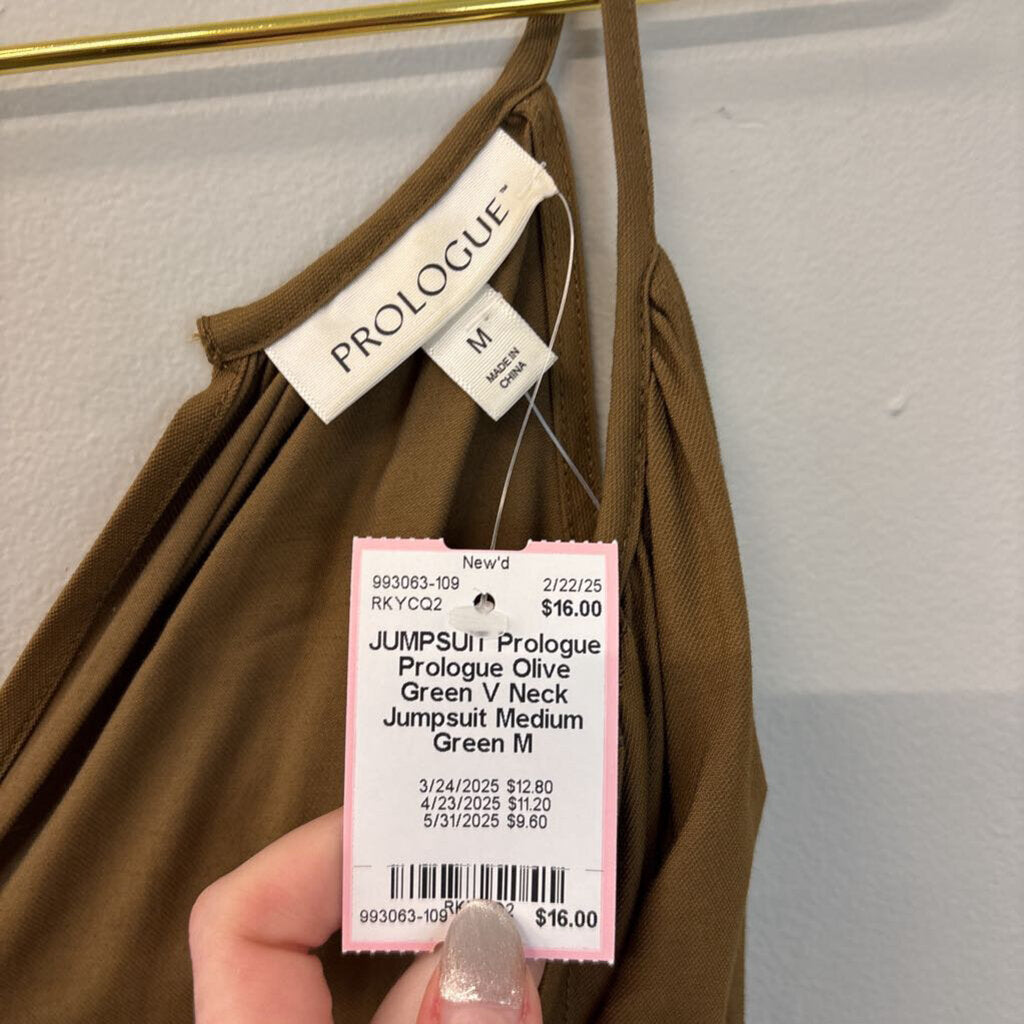 PROLOGUE™
M
MADE IN
CHINA
New'd
993063-109 2/22/25
RKYCQ2 $16.00
JUMPSUIT Prologue
Prologue Olive
Green V Neck
Jumpsuit Medium
Green M
3/24/2025 $12.80
4/23/2025 $11.20
5/31/2025 $9.60
993063-109 $16.00